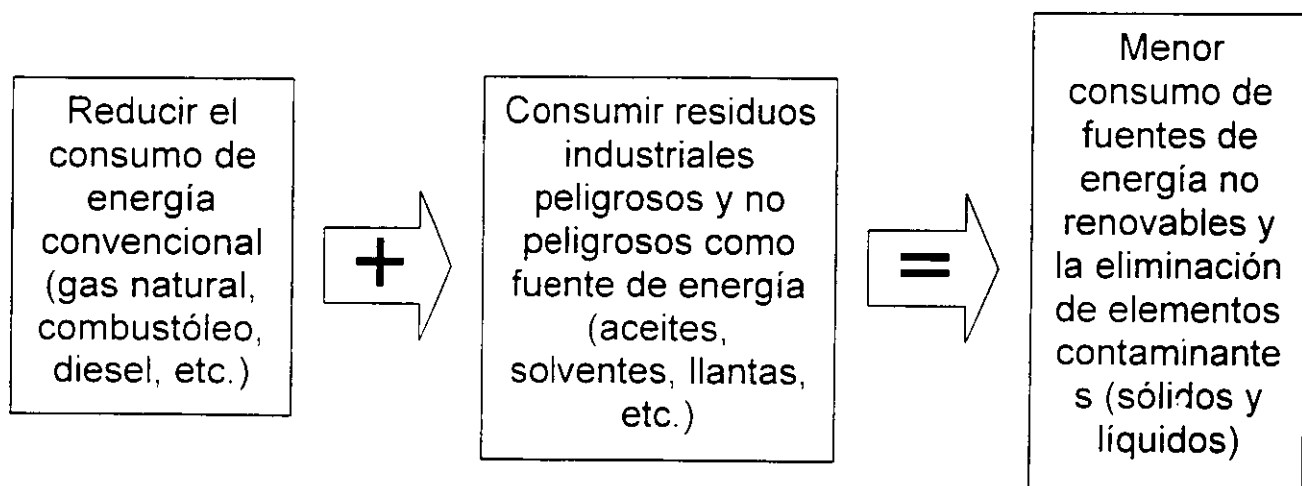 Reducir el
consumo de
energía
convencional
(gas natural,
combustóleo,
diesel, etc.)
+
Consumir residuos
industriales
peligrosos y no
peligrosos como
fuente de energía
(aceites,
solventes, llantas,
etc.)
=
Menor
consumo de
fuentes de
energía no
renovables y
la eliminación
de elementos
contaminante
s (sólidos y
líquidos)